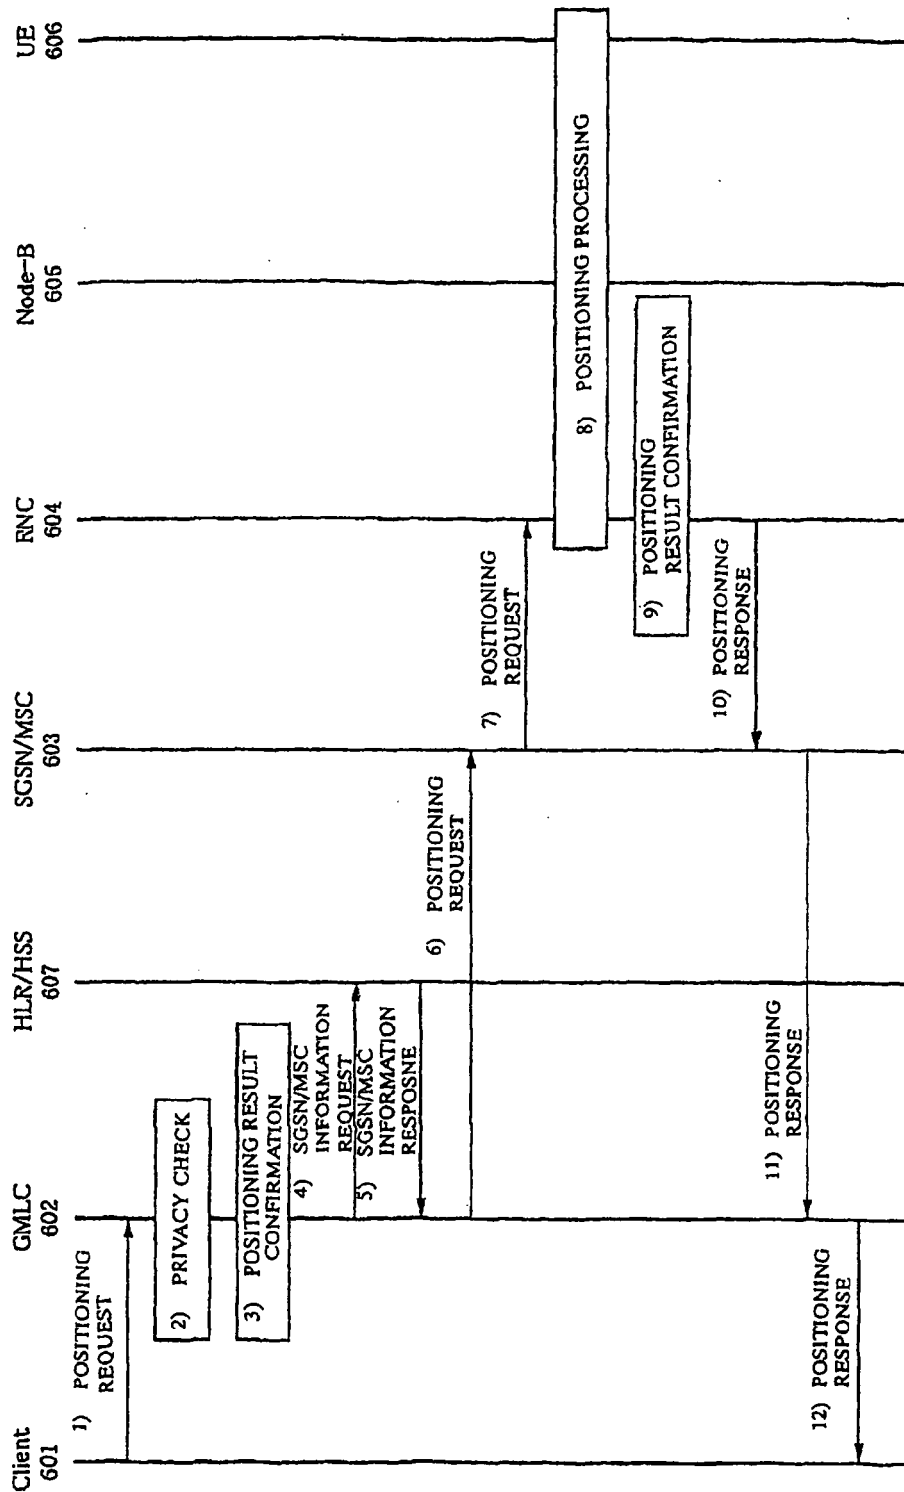 Client
601
GMLC
602
HLR/HSS
607
SGSN/MSC
603
RNC
604
Node-B
605
UE
606
1) POSITIONING
REQUEST
2) PRIVACY CHECK
3) POSITIONING RESULT
CONFIRMATION
4) SGSN/MSC
INFORMATION
REQUEST
5) SGSN/MSC
INFORMATION
RESPOSNE
6) POSITIONING
REQUEST
7) POSITIONING
REQUEST
8) POSITIONING PROCESSING
9) POSITIONING
RESULT CONFIRMATION
10) POSITIONING
RESPONSE
11) POSITIONING
RESPONSE
12) POSITIONING
RESPONSE